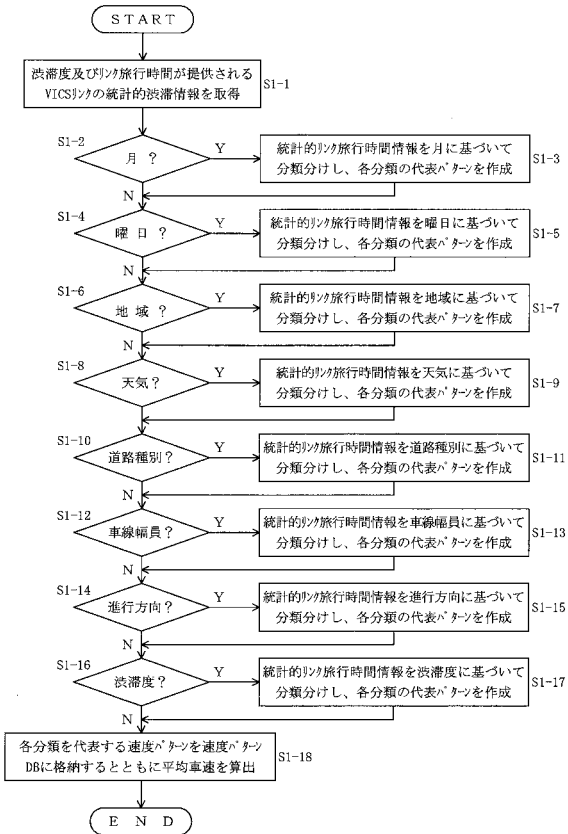 START
渋滞度及びﾘﾝｸ旅行時間が提供される
VICSﾘﾝｸの統計的渋滞情報を取得
S1-1
S1-2
月？
Y
N
統計的ﾘﾝｸ旅行時間情報を月に基づいて
分類分けし、各分類の代表ﾊﾟﾀｰﾝを作成
S1-3
S1-4
曜日？
Y
N
統計的ﾘﾝｸ旅行時間情報を曜日に基づいて
分類分けし、各分類の代表ﾊﾟﾀｰﾝを作成
S1-5
S1-6
地域？
Y
N
統計的ﾘﾝｸ旅行時間情報を地域に基づいて
分類分けし、各分類の代表ﾊﾟﾀｰﾝを作成
S1-7
S1-8
天気？
Y
N
統計的ﾘﾝｸ旅行時間情報を天気に基づいて
分類分けし、各分類の代表ﾊﾟﾀｰﾝを作成
S1-9
S1-10
道路種別？
Y
N
統計的ﾘﾝｸ旅行時間情報を道路種別に基づいて
分類分けし、各分類の代表ﾊﾟﾀｰﾝを作成
S1-11
S1-12
車線幅員？
Y
N
統計的ﾘﾝｸ旅行時間情報を車線幅員に基づいて
分類分けし、各分類の代表ﾊﾟﾀｰﾝを作成
S1-13
S1-14
進行方向？
Y
N
統計的ﾘﾝｸ旅行時間情報を進行方向に基づいて
分類分けし、各分類の代表ﾊﾟﾀｰﾝを作成
S1-15
S1-16
渋滞度？
Y
N
統計的ﾘﾝｸ旅行時間情報を渋滞度に基づいて
分類分けし、各分類の代表ﾊﾟﾀｰﾝを作成
S1-17
各分類を代表する速度ﾊﾟﾀｰﾝを速度ﾊﾟﾀｰﾝ
DBに格納するとともに平均車速を算出
S1-18
END